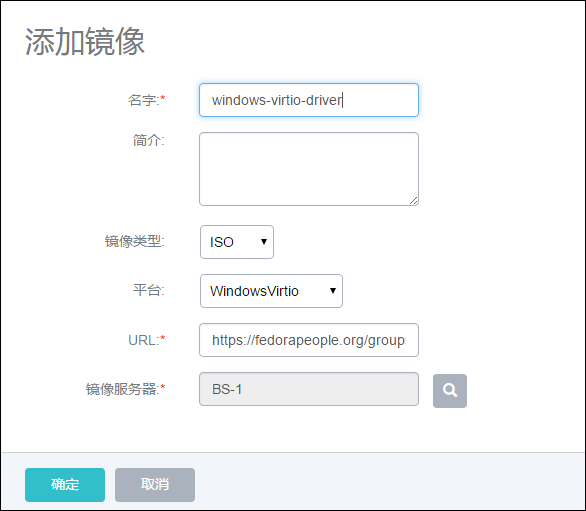 添加镜像
名字:* windows-virtio-driver
简介:
镜像类型: ISO
平台: WindowsVirtio
URL:* https://fedorapeople.org/group
镜像服务器:* BS-1
确定 取消